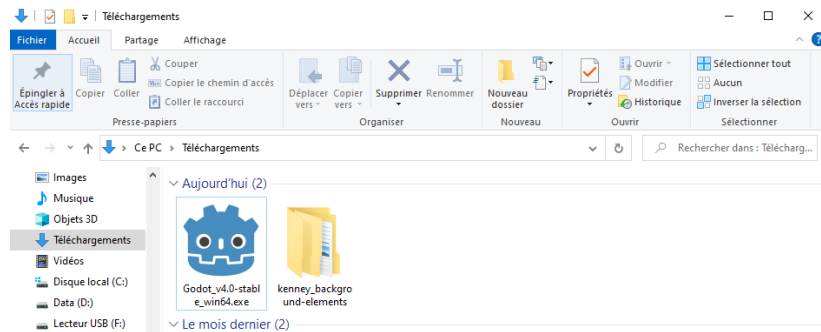 Téléchargements
Fichier Accueil Partage Affichage
Épingler à
Accès rapide
Copier
Coller
Couper
Copier le chemin d'accès
Coller le raccourci
Presse-papiers
Déplacer
vers
Copier
vers
Supprimer
Renommer
Organiser
Nouveau
dossier
Nouveau
Propriétés
Ouvrir
Modifier
Historique
Ouvrir
Sélectionner tout
Aucun
Inverser la sélection
Sélectionner
Ce PC > Téléchargements
Rechercher dans : Télécharg...
Images
Musique
Objets 3D
Téléchargements
Vidéos
Disque local (C:)
Data (D:)
Lecteur USB (F:)
Aujourd'hui (2)
Godot_v4.0-stabl
e_win64.exe
kenney_backgro
und-elements
Le mois dernier (2)